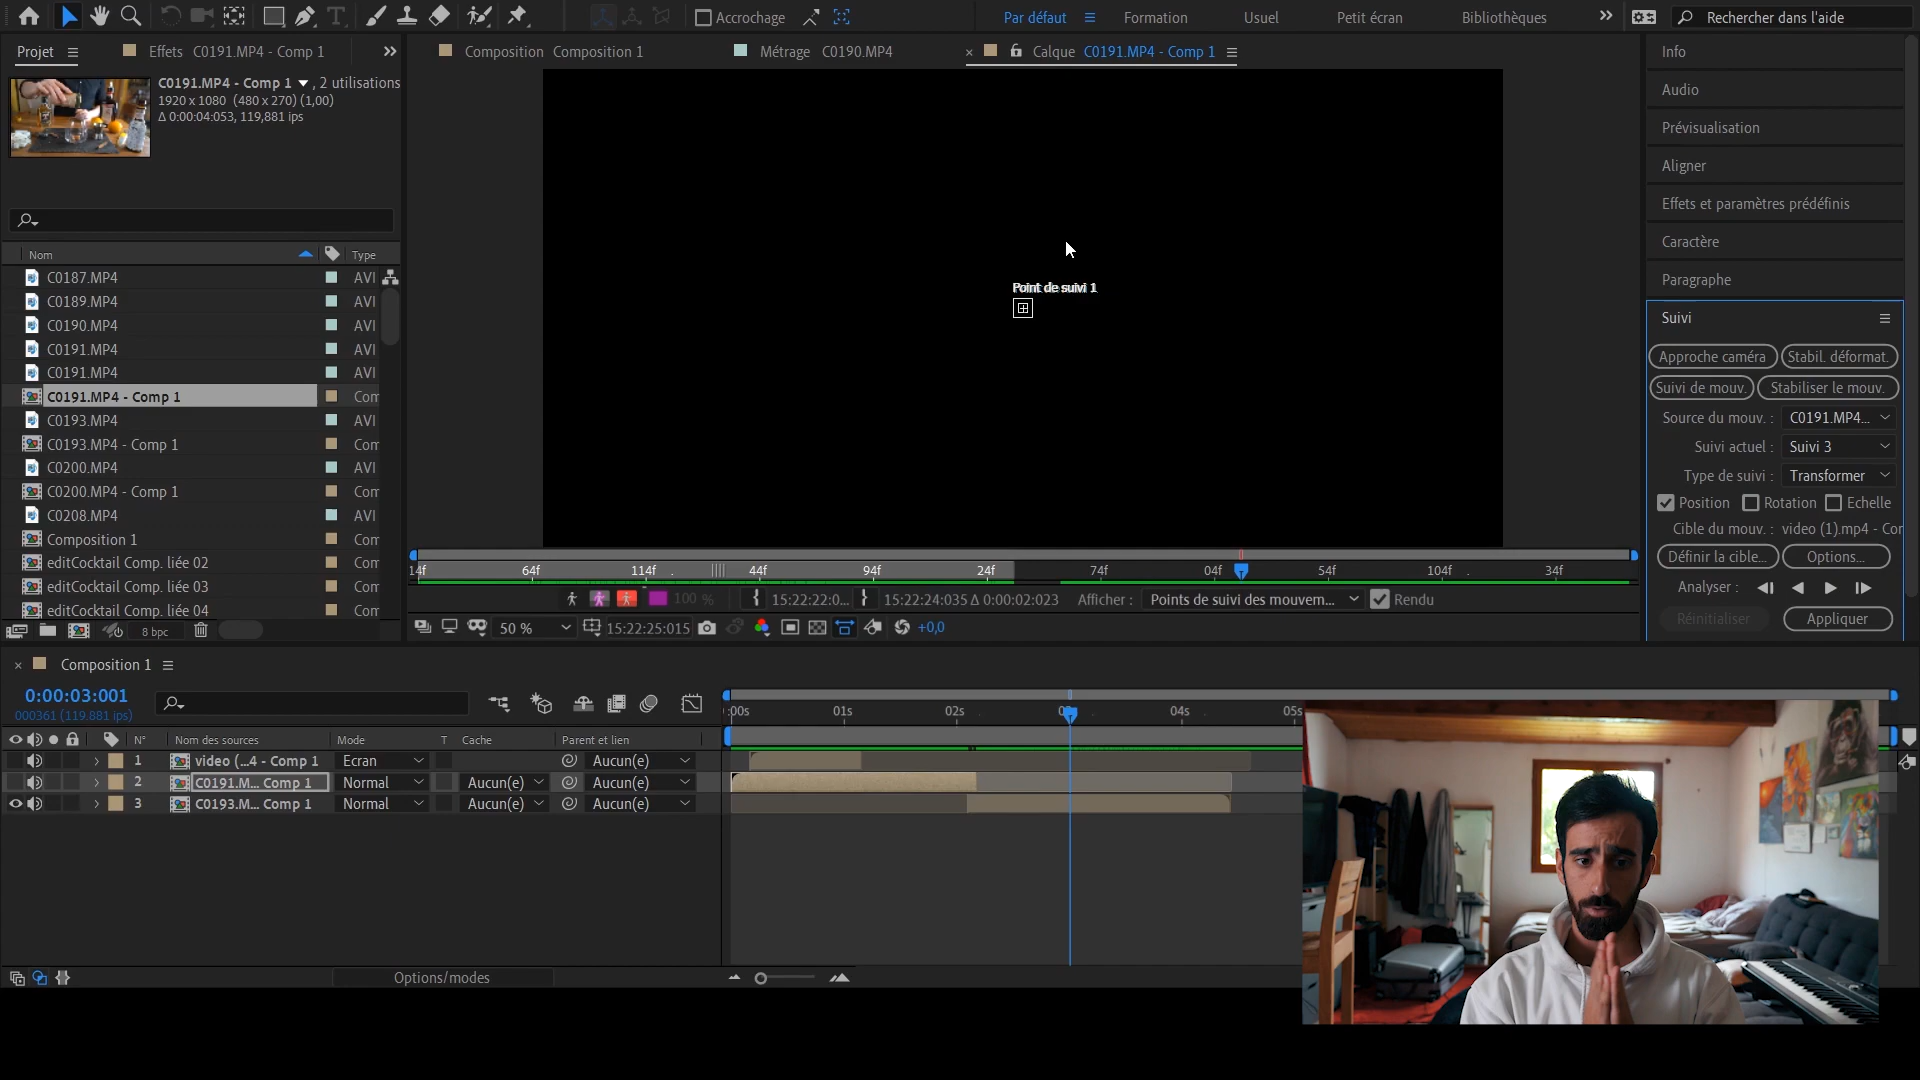 Accrochage
Par défaut
Formation
Usuel
Petit écran
Bibliothèques
Rechercher dans l'aide
Projet
Effets C0191.MP4 - Comp 1
Composition Composition 1
Métrage C0190.MP4
Calque C0191.MP4 - Comp 1
C0191.MP4 - Comp 1 , 2 utilisations
1920 x 1080 (480 x 270) (1,00)
Δ 0:00:04:053, 119,881 ips
Nom
Type
C0187.MP4 AVI
C0189.MP4 AVI
C0190.MP4 AVI
C0191.MP4 AVI
C0191.MP4 AVI
C0191.MP4 - Comp 1 Com
C0193.MP4 AVI
C0193.MP4 - Comp 1 Com
C0200.MP4 AVI
C0200.MP4 - Comp 1 Com
C0208.MP4 AVI
Composition 1 Com
editCocktail Comp. liée 02 Com
editCocktail Comp. liée 03 Com
editCocktail Comp. liée 04 Com
8 bpc
Point de suivi 1
14f 64f 114f 44f 94f 24f 74f 04f 54f 104f 34f
100 %
15:22:22:0...
15:22:24:035 Δ 0:00:02:023
Afficher :
Points de suivi des mouvem...
Rendu
50 %
15:22:25:015
+0,0
Info
Audio
Prévisualisation
Aligner
Effets et paramètres prédéfinis
Caractère
Paragraphe
Suivi
Approche caméra
Stabil. déformat.
Suivi de mouv.
Stabiliser le mouv.
Source du mouv. : C0191.MP4...
Suivi actuel : Suivi 3
Type de suivi : Transformer
Position Rotation Echelle
Cible du mouv. : video (1).mp4 - Cor
Définir la cible...
Options...
Analyser :
Réinitialiser
Appliquer
Composition 1
0:00:03:001
000361 (119.881 ips)
:00s 01s 02s 04s 05s
N° Nom des sources Mode T Cache Parent et lien
1 video (...4 - Comp 1 Ecran Aucun(e)
2 C0191.M... Comp 1 Normal Aucun(e) Aucun(e)
3 C0193.M... Comp 1 Normal Aucun(e) Aucun(e)
Options/modes